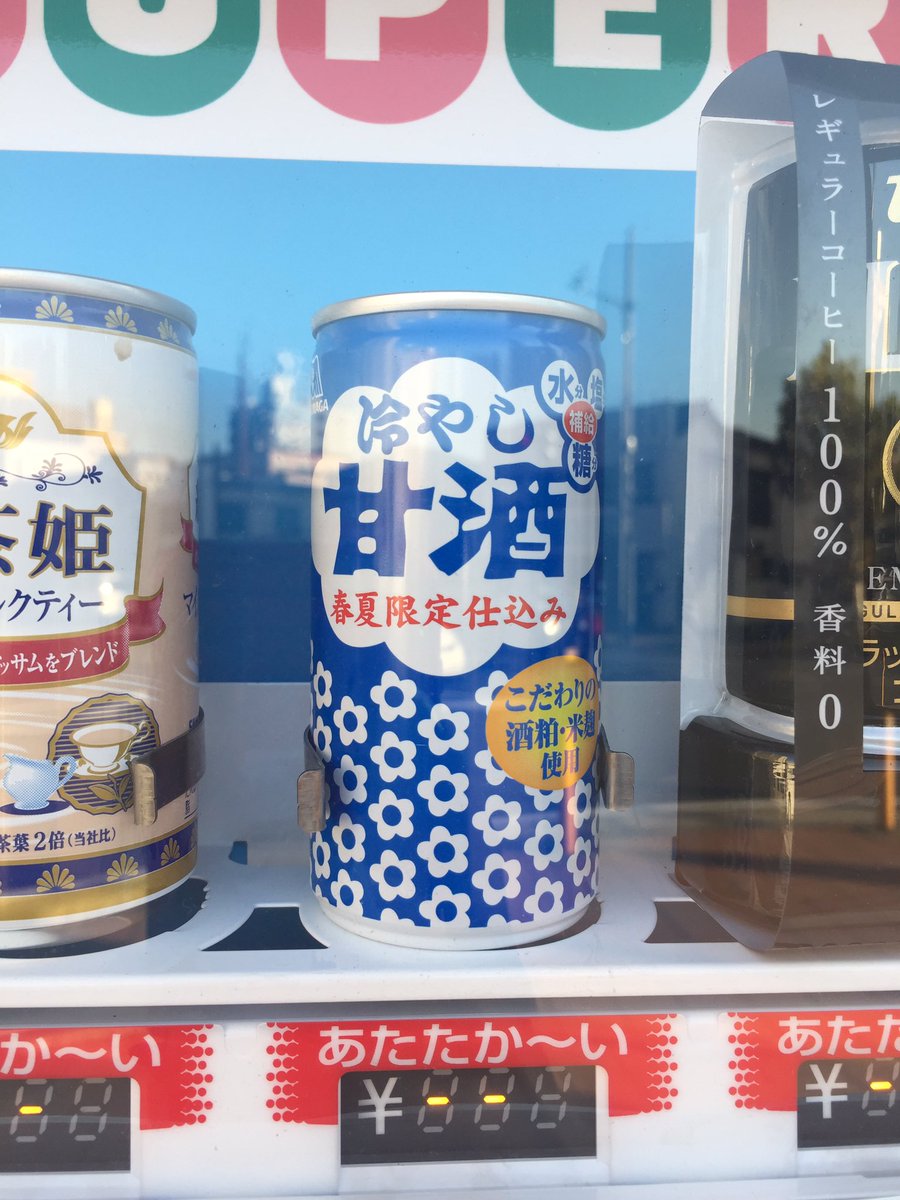 UPER
レギュラーコーヒー100% 香料0
冷やし
甘酒
春夏限定仕込み
水分
塩
補給
糖分
こだわりの
酒粕・米麹
使用
姫
クティー
ッサムをブレンド
茶葉2倍(当社比)
か〜い
あたたか〜い
あたた
¥--
¥-